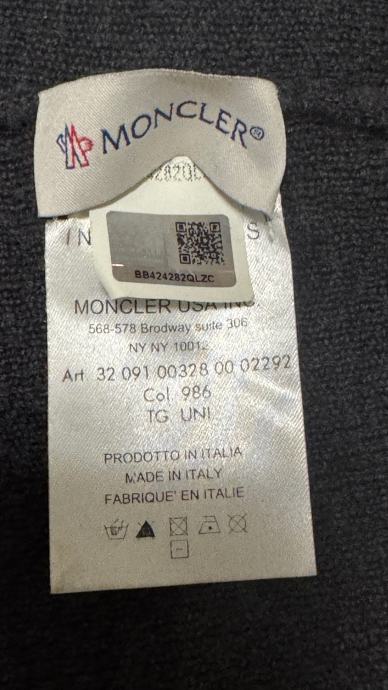 MONCLER®
BB424282QLZC
MONCLER USA INC
568-578 Brodway suite 306
NY NY 10012
Art 32 091 00328 00 02292
Col 986
TG UNI
PRODOTTO IN ITALIA
MADE IN ITALY
FABRIQUE' EN ITALIE